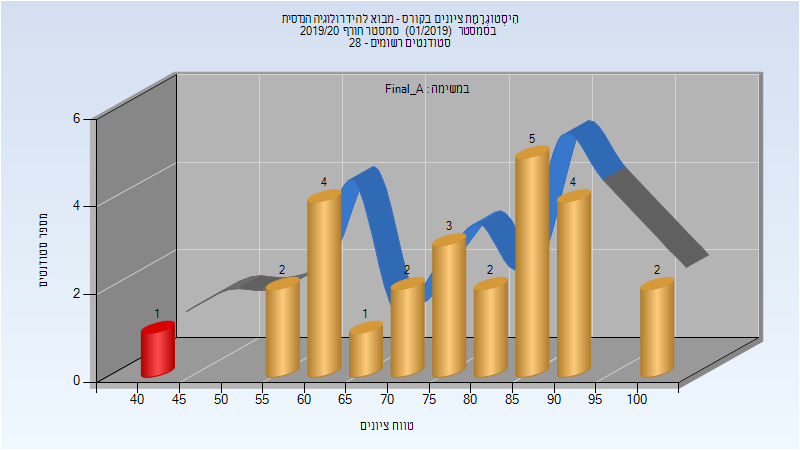 הִיסְטוֹגְרָמַת ציונים בקורס - מבוא להידרולוגיה הנדסית
בסמסטר (01/2019) סמסטר חורף 2019/20
סטודנטים רשומים - 28
במשימה : Final_A
מספר סטודנטים
6
4
2
0
1
2
4
1
2
3
2
5
4
2
40 45 50 55 60 65 70 75 80 85 90 95 100
טווח ציונים